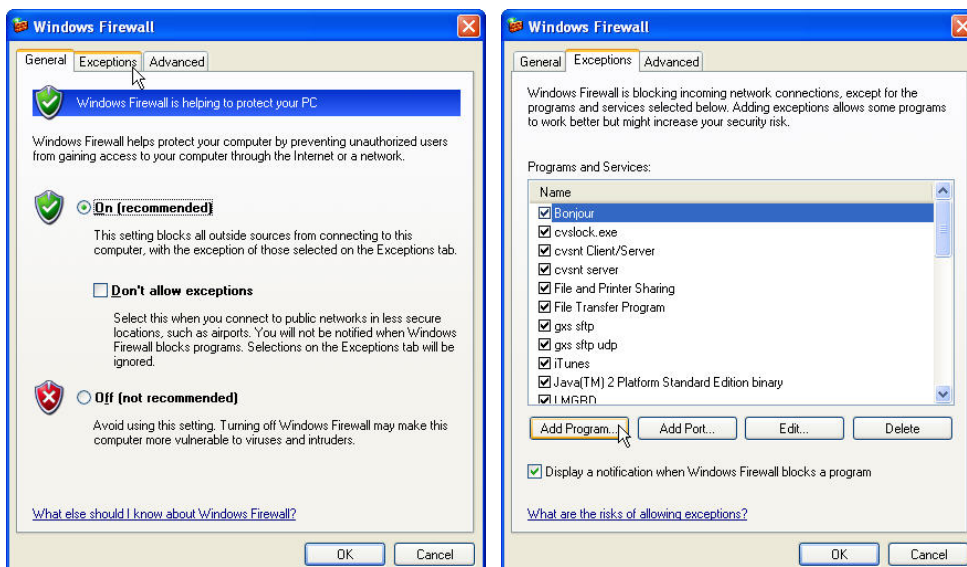 Windows Firewall
General Exceptions Advanced
Windows Firewall is helping to protect your PC
Windows Firewall helps protect your computer by preventing unauthorized users
from gaining access to your computer through the Internet or a network.
On (recommended)
This setting blocks all outside sources from connecting to this
computer, with the exception of those selected on the Exceptions tab.
Don't allow exceptions
Select this when you connect to public networks in less secure
locations, such as airports. You will not be notified when Windows
Firewall blocks programs. Selections on the Exceptions tab will be
ignored.
Off (not recommended)
Avoid using this setting. Turning off Windows Firewall may make this
computer more vulnerable to viruses and intruders.
What else should I know about Windows Firewall?
OK Cancel
Windows Firewall
General Exceptions Advanced
Windows Firewall is blocking incoming network connections, except for the
programs and services selected below. Adding exceptions allows some programs
to work better but might increase your security risk.
Programs and Services:
Name
Bonjour
cvslock.exe
cvsnt Client/Server
cvsnt server
File and Printer Sharing
File Transfer Program
gxs sftp
gxs sftp udp
iTunes
Java(TM) 2 Platform Standard Edition binary
LMGRD
Add Program... Add Port... Edit... Delete
Display a notification when Windows Firewall blocks a program
What are the risks of allowing exceptions?
OK Cancel